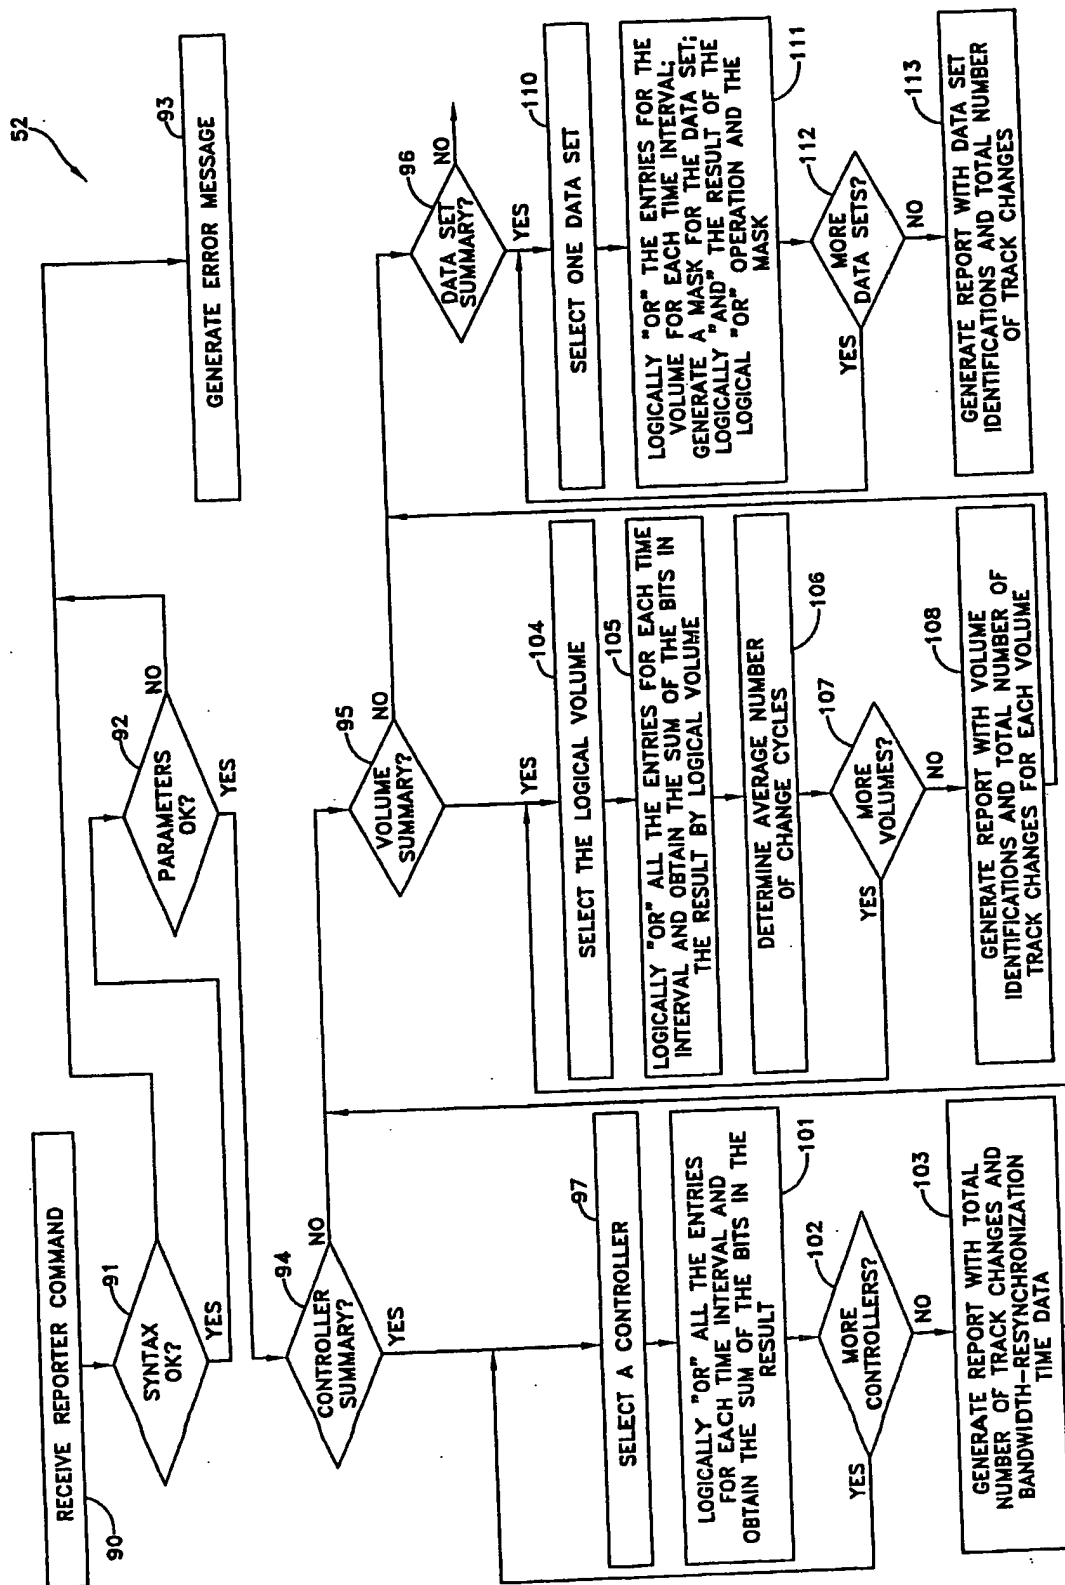 52
RECEIVE REPORTER COMMAND
90
SYNTAX
OK?
91
YES
PARAMETERS
OK?
92
NO
YES
GENERATE ERROR MESSAGE
93
CONTROLLER
SUMMARY?
94
NO
YES
SELECT A CONTROLLER
97
LOGICALLY "OR" ALL THE ENTRIES
FOR EACH TIME INTERVAL AND
OBTAIN THE SUM OF THE BITS IN THE
RESULT
101
MORE
CONTROLLERS?
102
YES
NO
GENERATE REPORT WITH TOTAL
NUMBER OF TRACK CHANGES AND
BANDWIDTH-RESYNCHRONIZATION
TIME DATA
103
VOLUME
SUMMARY?
95
NO
YES
SELECT THE LOGICAL VOLUME
104
LOGICALLY "OR" ALL THE ENTRIES FOR EACH TIME
INTERVAL AND OBTAIN THE SUM OF THE BITS IN
THE RESULT BY LOGICAL VOLUME
105
DETERMINE AVERAGE NUMBER
OF CHANGE CYCLES
106
MORE
VOLUMES?
107
YES
NO
GENERATE REPORT WITH VOLUME
IDENTIFICATIONS AND TOTAL NUMBER OF
TRACK CHANGES FOR EACH VOLUME
108
DATA SET
SUMMARY?
96
NO
YES
SELECT ONE DATA SET
110
LOGICALLY "OR" THE ENTRIES FOR THE
VOLUME FOR EACH TIME INTERVAL;
GENERATE A MASK FOR THE DATA SET;
LOGICALLY "AND" THE RESULT OF THE
LOGICAL "OR" OPERATION AND THE
MASK
111
MORE
DATA SETS?
112
YES
NO
GENERATE REPORT WITH DATA SET
IDENTIFICATIONS AND TOTAL NUMBER
OF TRACK CHANGES
113